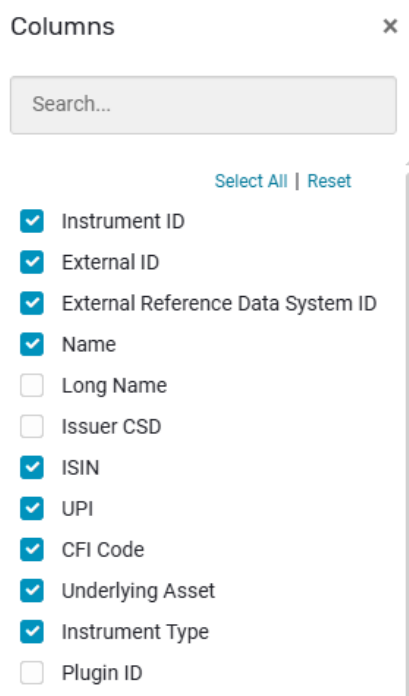 Columns ×
Search...
Select All | Reset
Instrument ID
External ID
External Reference Data System ID
Name
Long Name
Issuer CSD
ISIN
UPI
CFI Code
Underlying Asset
Instrument Type
Plugin ID